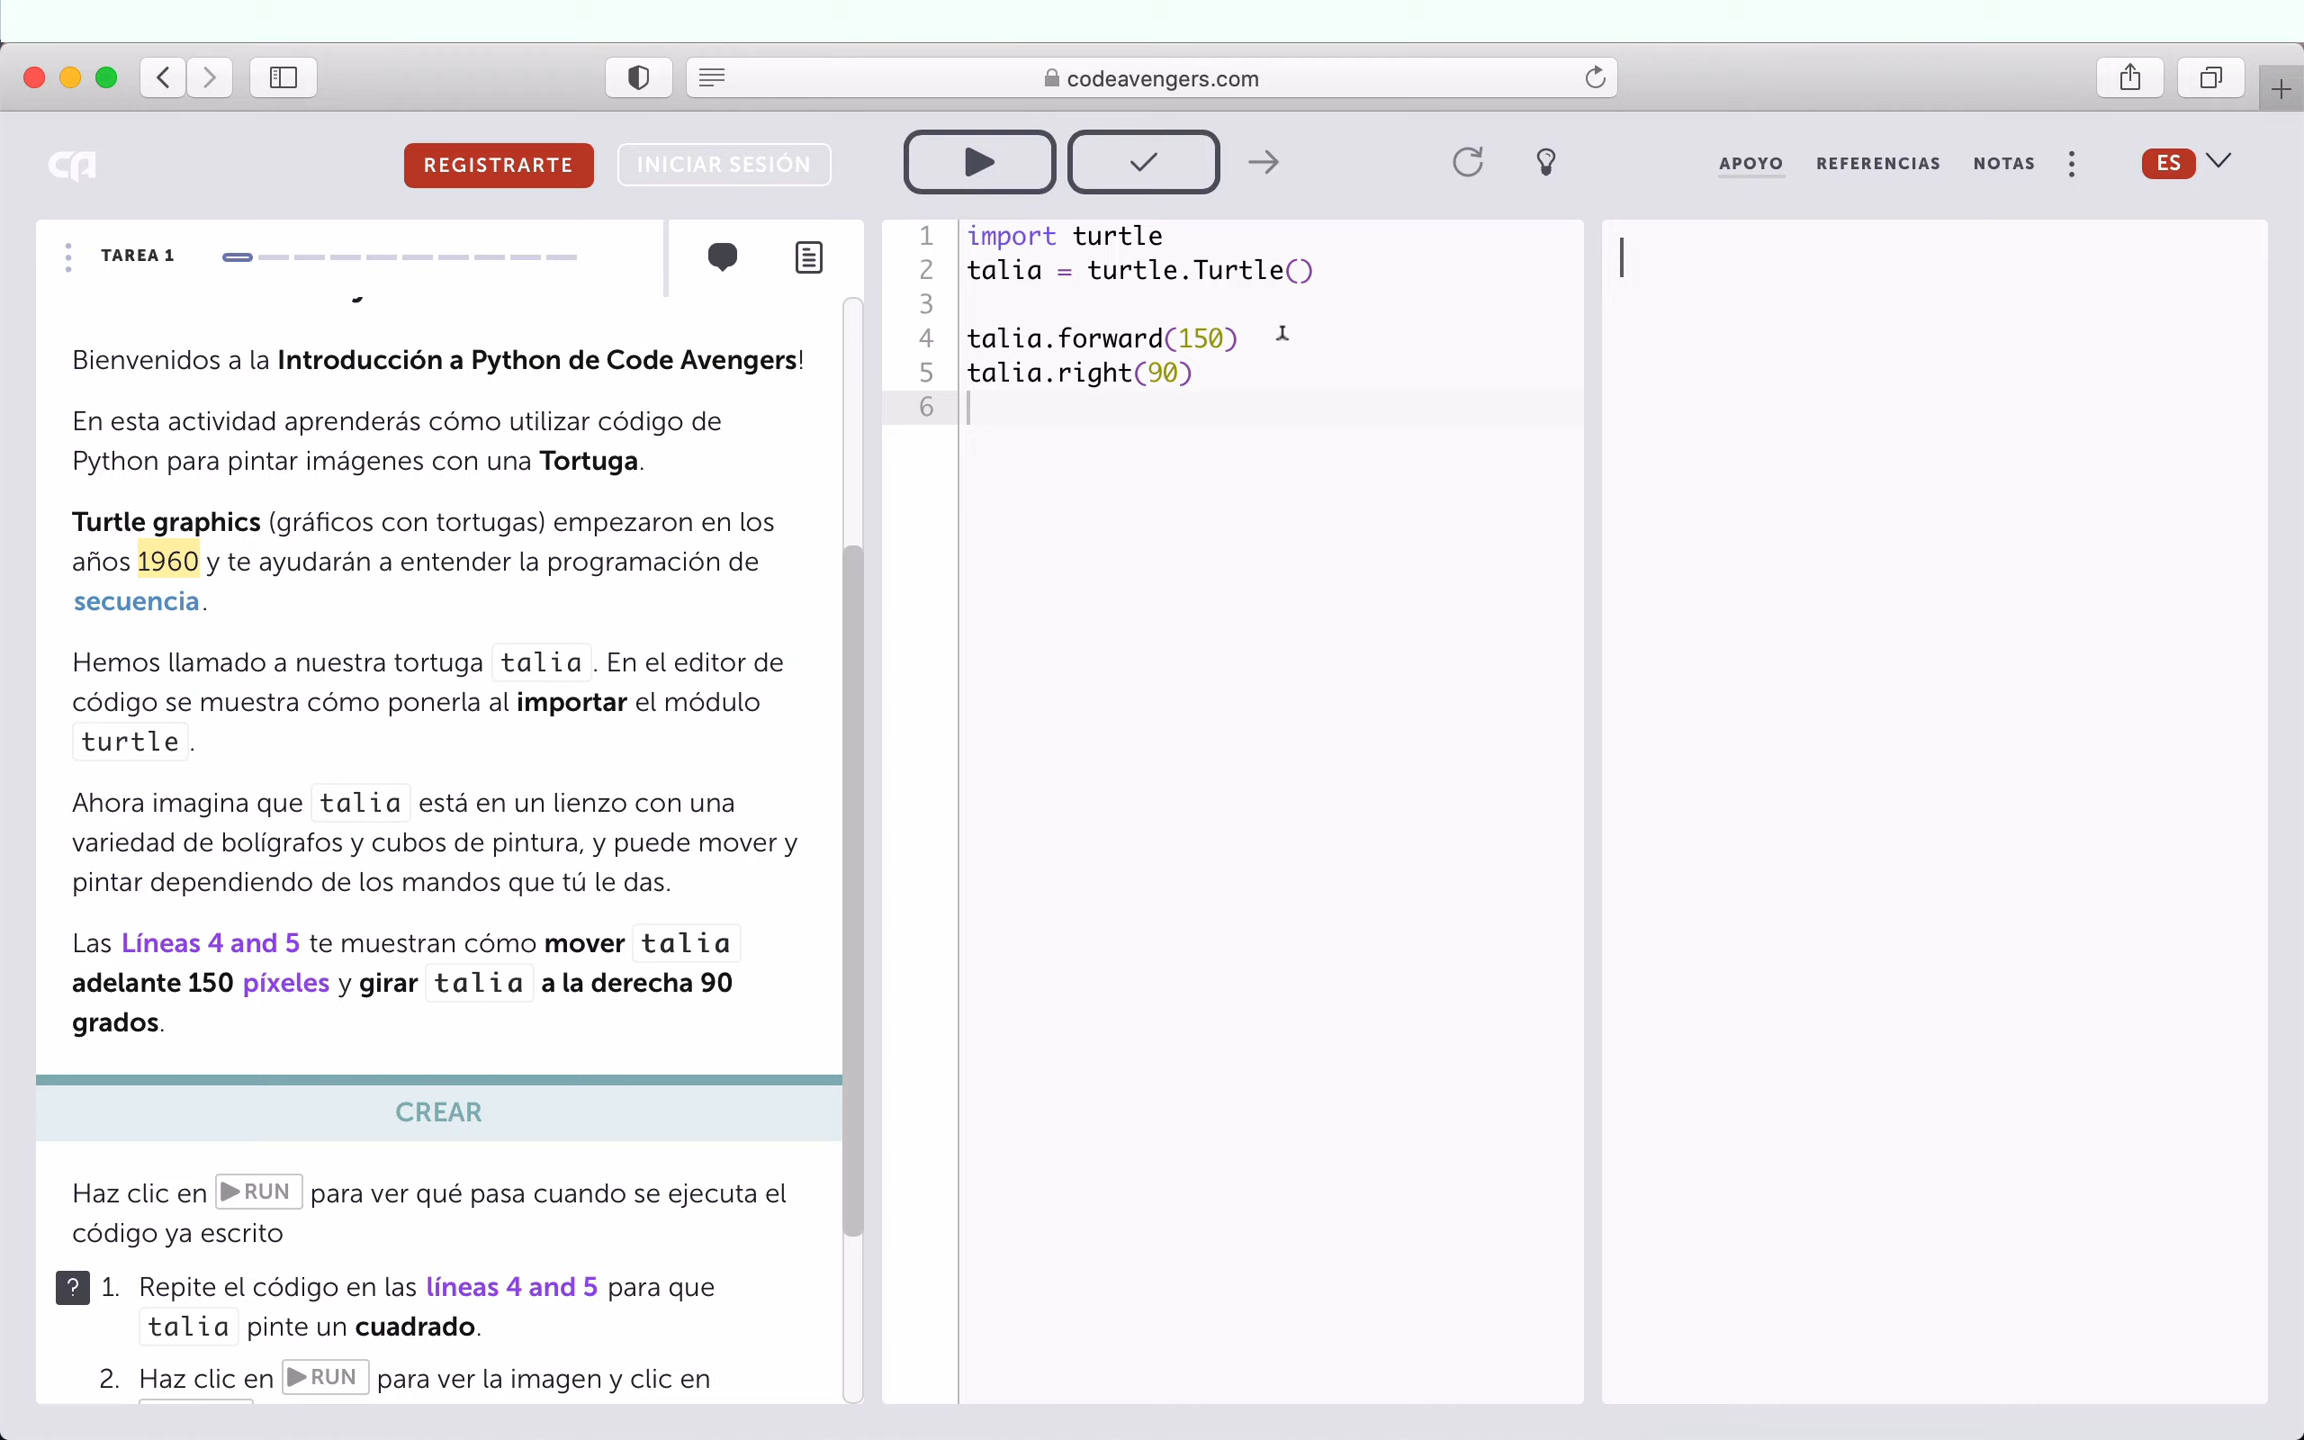 codeavengers.com
REGISTRARTE
INICIAR SESIÓN
APOYO
REFERENCIAS
NOTAS
ES
TAREA 1
Bienvenidos a la Introducción a Python de Code Avengers!
En esta actividad aprenderás cómo utilizar código de
Python para pintar imágenes con una Tortuga.
Turtle graphics (gráficos con tortugas) empezaron en los
años 1960 y te ayudarán a entender la programación de
secuencia.
Hemos llamado a nuestra tortuga talia. En el editor de
código se muestra cómo ponerla al importar el módulo
turtle.
Ahora imagina que talia está en un lienzo con una
variedad de bolígrafos y cubos de pintura, y puede mover y
pintar dependiendo de los mandos que tú le das.
Las Líneas 4 and 5 te muestran cómo mover talia
adelante 150 píxeles y girar talia a la derecha 90
grados.
CREAR
Haz clic en RUN para ver qué pasa cuando se ejecuta el
código ya escrito
? 1. Repite el código en las líneas 4 and 5 para que
talia pinte un cuadrado.
2. Haz clic en RUN para ver la imagen y clic en
1 import turtle
2 talia = turtle.Turtle()
3
4 talia.forward(150)
5 talia.right(90)
6